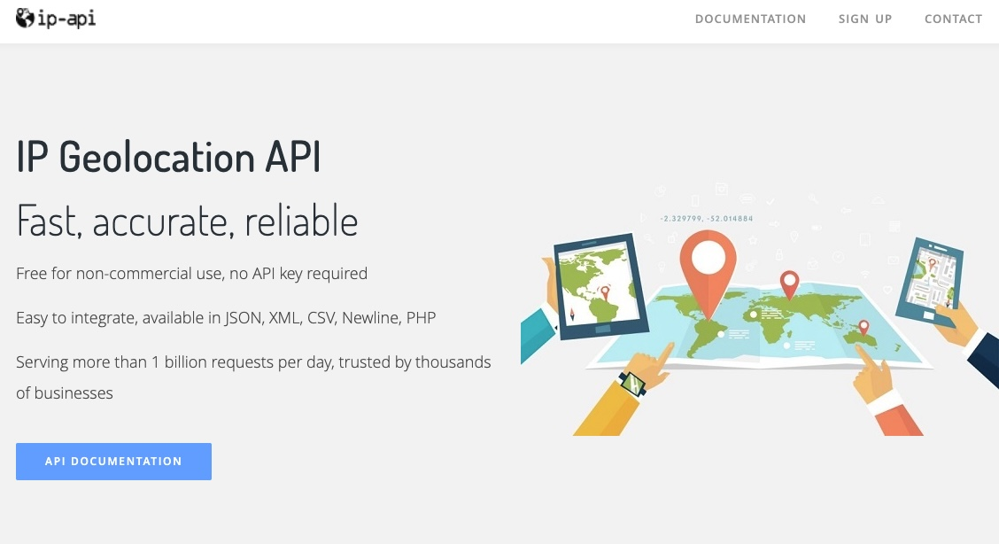 ip-api
DOCUMENTATION
SIGN UP
CONTACT
IP Geolocation API
Fast, accurate, reliable
Free for non-commercial use, no API key required
Easy to integrate, available in JSON, XML, CSV, Newline, PHP
Serving more than 1 billion requests per day, trusted by thousands
of businesses
API DOCUMENTATION
-2.329799, -52.014884